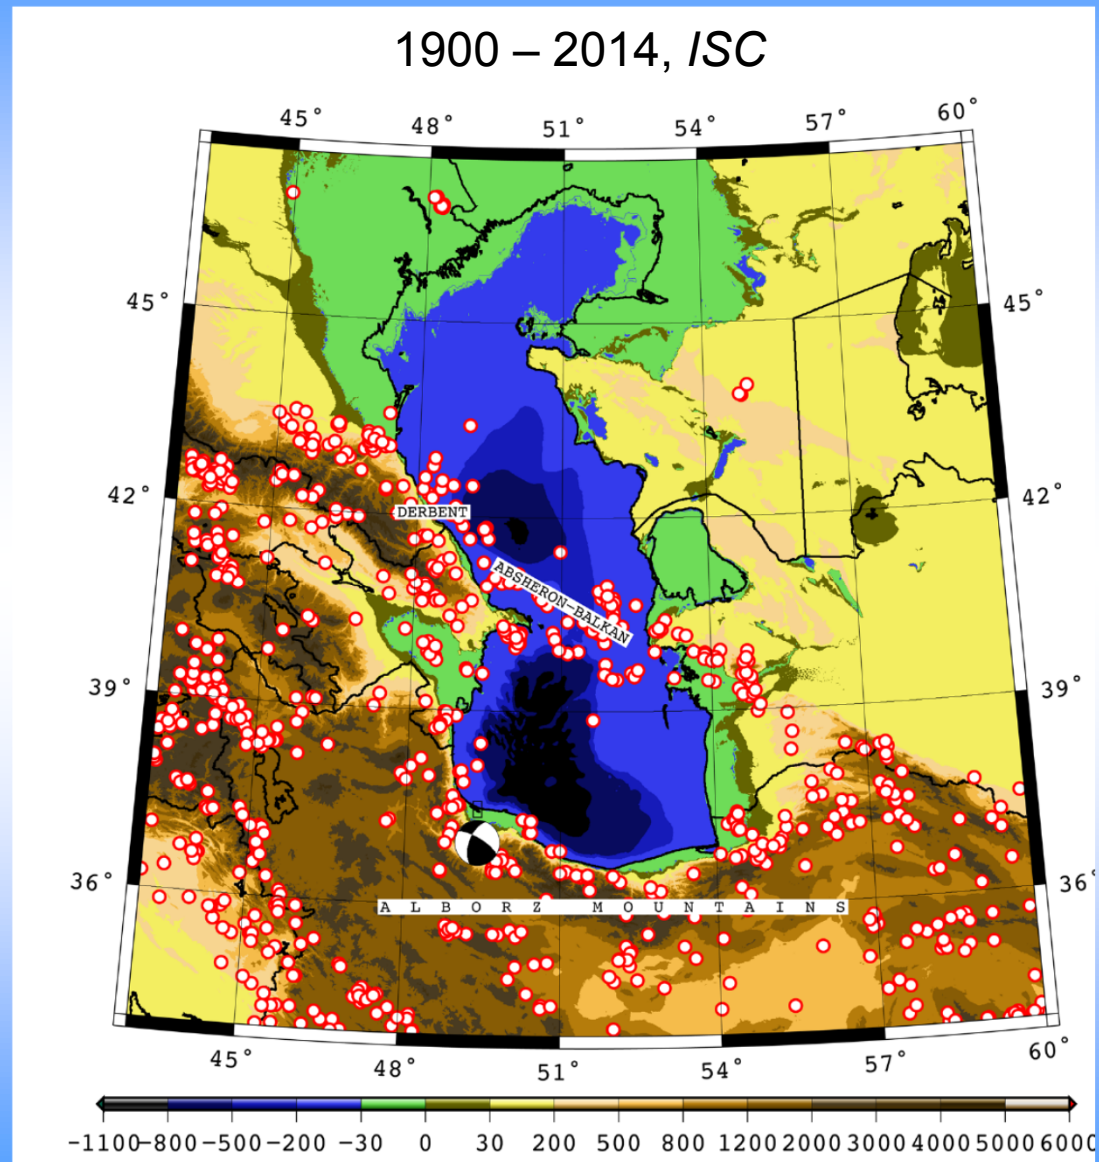 1900 – 2014, ISC
45° 48° 51° 54° 57° 60°
45° 45°
42° 42°
DERBENT
ABSHERON-BALKAN
39° 39°
36° 36°
ALBORZ MOUNTAINS
45° 48° 51° 54° 57° 60°
-1100 -800 -500 -200 -30 0 30 200 500 800 1200 2000 3000 4000 5000 6000